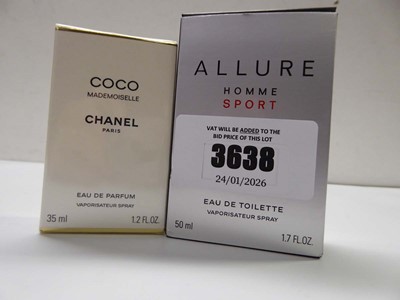 COCO
MADEMOISELLE
CHANEL
PARIS
EAU DE PARFUM
VAPORISATEUR SPRAY
35 ml 1.2 FL.OZ.
ALLURE
HOMME
SPORT
VAT WILL BE ADDED TO THE
BID PRICE OF THIS LOT
3638
24/01/2026
EAU DE TOILETTE
VAPORISATEUR SPRAY
50 ml 1.7 FL.OZ.